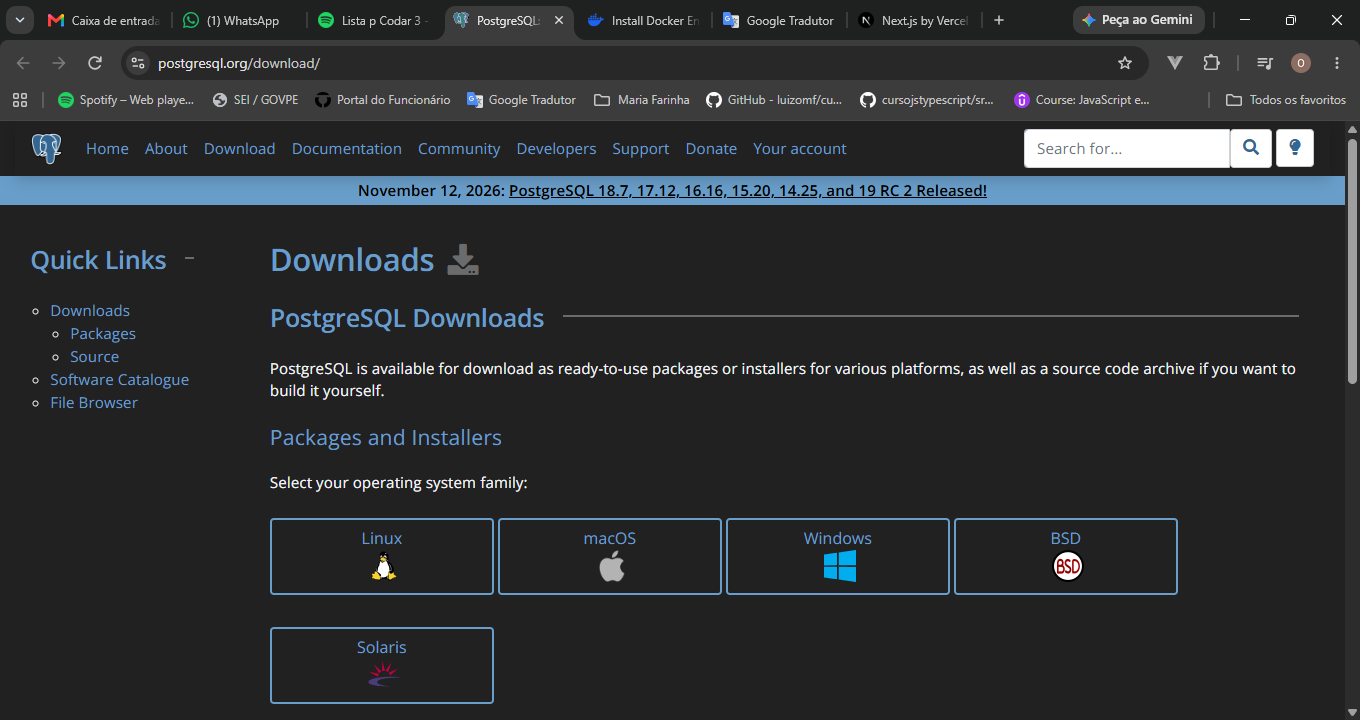 Caixa de entrada
(1) WhatsApp
Lista p Codar 3 -
PostgreSQL:
Install Docker En
Google Tradutor
Next.js by Vercel
Peça ao Gemini
postgresql.org/download/
O
Spotify – Web playe...
SEI / GOVPE
Portal do Funcionário
Google Tradutor
Maria Farinha
GitHub - luizomf/cu...
cursojstypescript/sr...
Course: JavaScript e...
Todos os favoritos
Home About Download Documentation Community Developers Support Donate Your account
Search for...
November 12, 2026: PostgreSQL 18.7, 17.12, 16.16, 15.20, 14.25, and 19 RC 2 Released!
Quick Links
Downloads
Packages
Source
Software Catalogue
File Browser
Downloads
PostgreSQL Downloads
PostgreSQL is available for download as ready-to-use packages or installers for various platforms, as well as a source code archive if you want to
build it yourself.
Packages and Installers
Select your operating system family:
Linux
macOS
Windows
BSD
BSD
Solaris